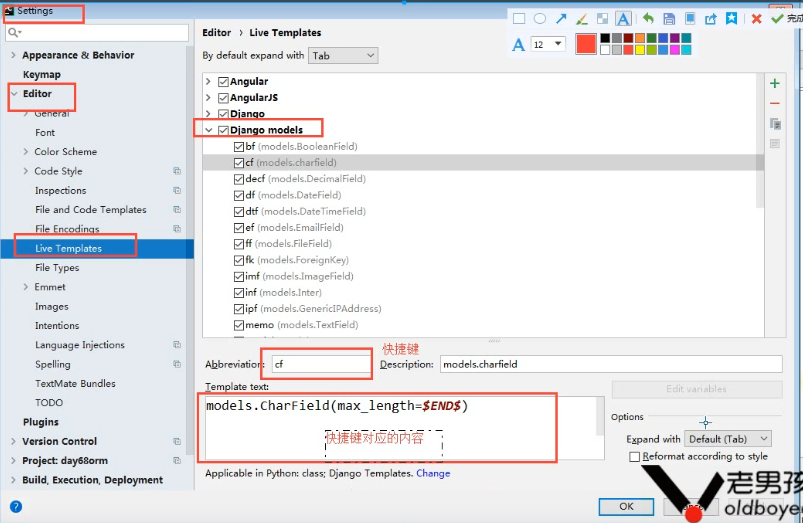 Settings
完成
A 12
Appearance & Behavior
Keymap
Editor
General
Font
Color Scheme
Code Style
Inspections
File and Code Templates
File Encodings
Live Templates
File Types
Emmet
Images
Intentions
Language Injections
Spelling
TextMate Bundles
TODO
Plugins
Version Control
Project: day68orm
Build, Execution, Deployment
Editor › Live Templates
By default expand with Tab
Angular
AngularJS
Django
Django models
bf (models.BooleanField)
cf (models.charfield)
decf (models.DecimalField)
df (models.DateField)
dtf (models.DateTimeField)
ef (models.EmailField)
ff (models.FileField)
fk (models.ForeignKey)
imf (models.ImageField)
inf (models.Inter)
ipf (models.GenericIPAddress)
memo (models.TextField)
快捷键
Abbreviation: cf Description: models.charfield
Template text:
models.CharField(max_length=$END$)
快捷键对应的内容
Edit variables
Options
Expand with Default (Tab)
Reformat according to style
Applicable in Python: class; Django Templates. Change
OK
老男孩
oldboye